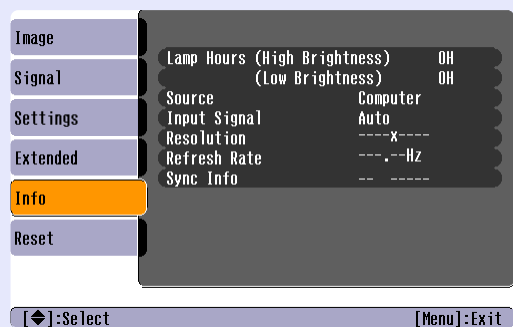 Image
Signal
Settings
Extended
Info
Reset
Lamp Hours (High Brightness) 0H
(Low Brightness) 0H
Source Computer
Input Signal Auto
Resolution ----x----
Refresh Rate ---.--Hz
Sync Info -- -----
[◆]:Select [Menu]:Exit